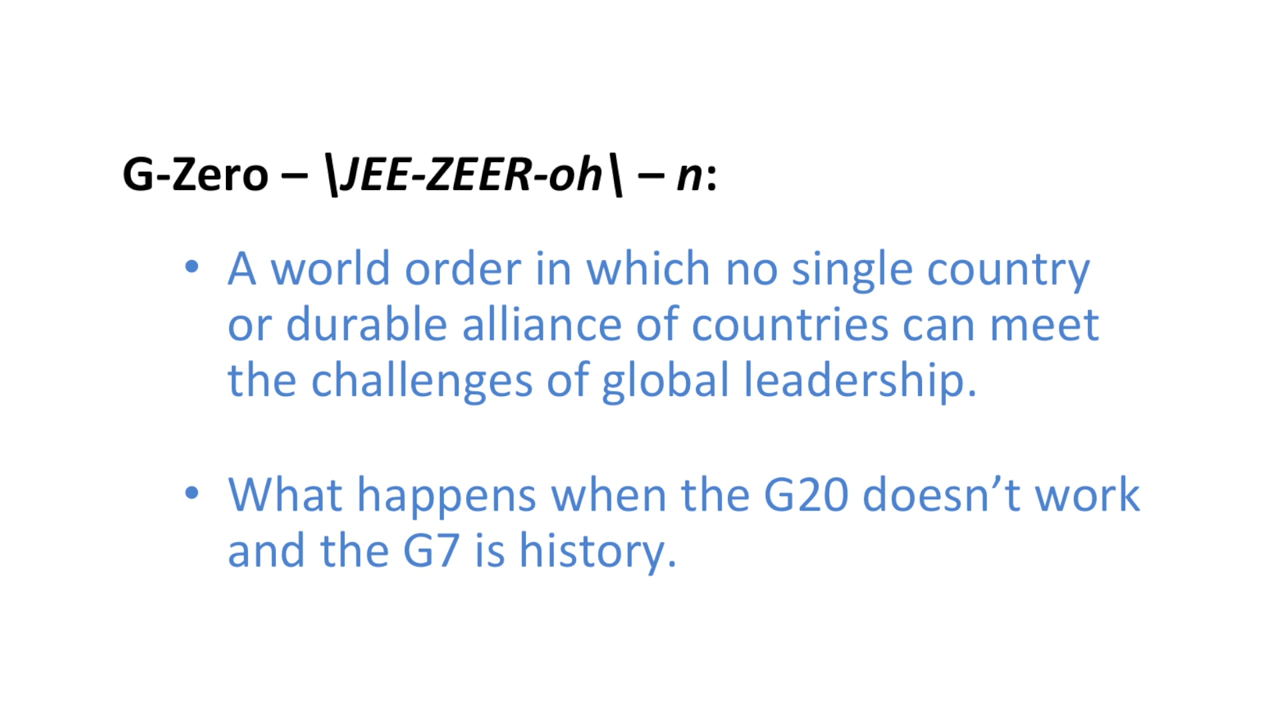 G-Zero – \JEE-ZEER-oh\ – n:
• A world order in which no single country
or durable alliance of countries can meet
the challenges of global leadership.
• What happens when the G20 doesn’t work
and the G7 is history.